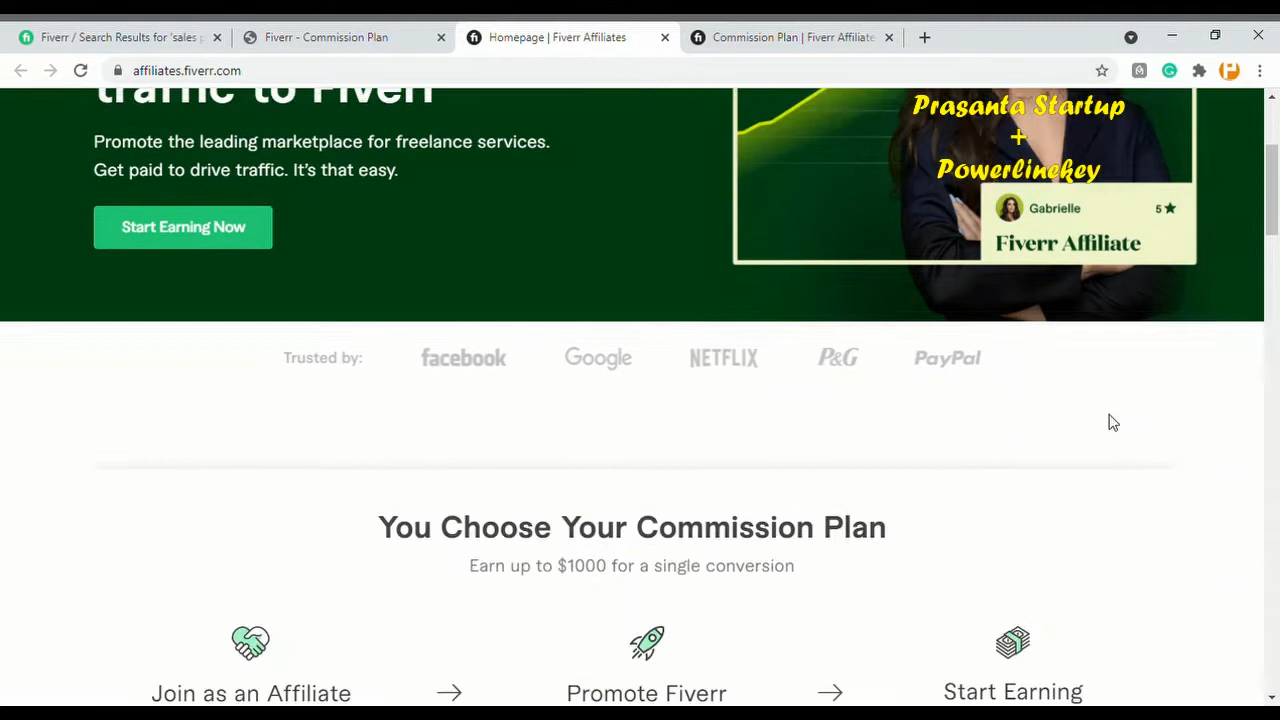 Fiverr / Search Results for 'sales p
Fiverr - Commission Plan
Homepage | Fiverr Affiliates
Commission Plan | Fiverr Affiliate
affiliates.fiverr.com
traffic to Fiverr
Promote the leading marketplace for freelance services.
Get paid to drive traffic. It's that easy.
Start Earning Now
Prasanta Startup
+
Powerlinekey
Gabrielle
5★
Fiverr Affiliate
Trusted by:
facebook
Google
NETFLIX
P&G
PayPal
You Choose Your Commission Plan
Earn up to $1000 for a single conversion
Join as an Affiliate
Promote Fiverr
Start Earning